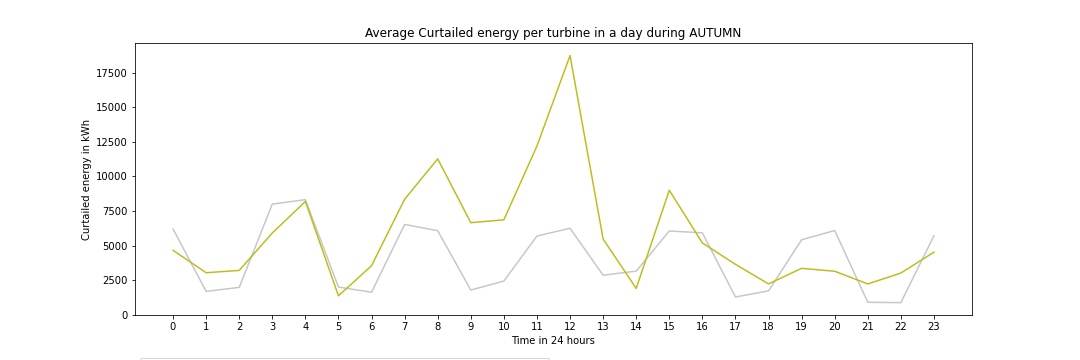 Average Curtailed energy per turbine in a day during AUTUMN
Curtailed energy in kWh
17500
15000
12500
10000
7500
5000
2500
0
0 1 2 3 4 5 6 7 8 9 10 11 12 13 14 15 16 17 18 19 20 21 22 23
Time in 24 hours